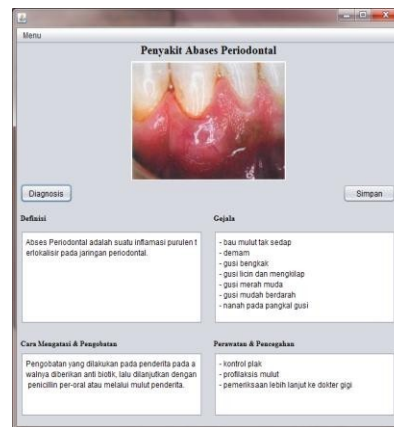 Menu
Penyakit Abases Periodontal
Diagnosis
Simpan
Definisi
Abses Periodontal adalah suatu inflamasi purulen t
erlokalisir pada jaringan periodontal.
Gejala
- bau mulut tak sedap
- demam
- gusi bengkak
- gusi licin dan mengkilap
- gusi merah muda
- gusi mudah berdarah
- nanah pada pangkal gusi
Cara Mengatasi & Pengobatan
Pengobatan yang dilakukan pada penderita pada a
walnya diberikan anti biotik, lalu dilanjutkan dengan
penicillin per-oral atau melalui mulut penderita.
Perawatan & Pencegahan
- kontrol plak
- profilaksis mulut
- pemeriksaan lebih lanjut ke dokter gigi